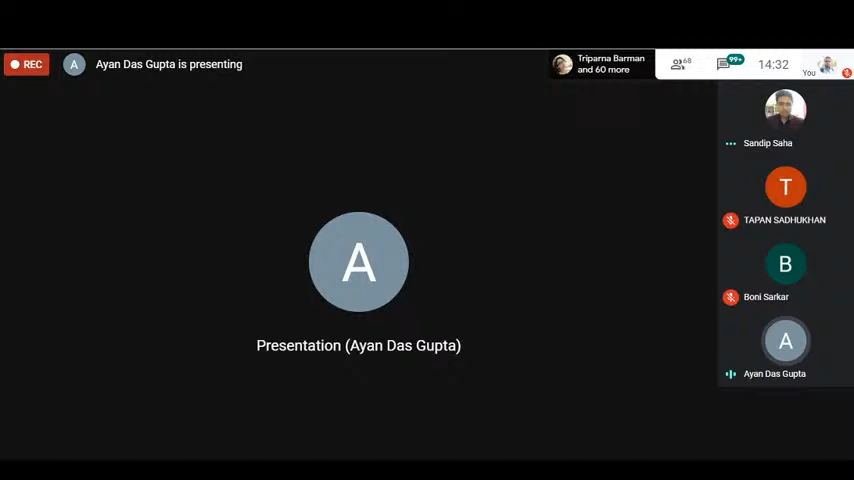 REC
A
Ayan Das Gupta is presenting
Triparna Barman
and 60 more
68
99+
14:32
You
Sandip Saha
T
TAPAN SADHUKHAN
B
Boni Sarkar
A
Ayan Das Gupta
A
Presentation (Ayan Das Gupta)